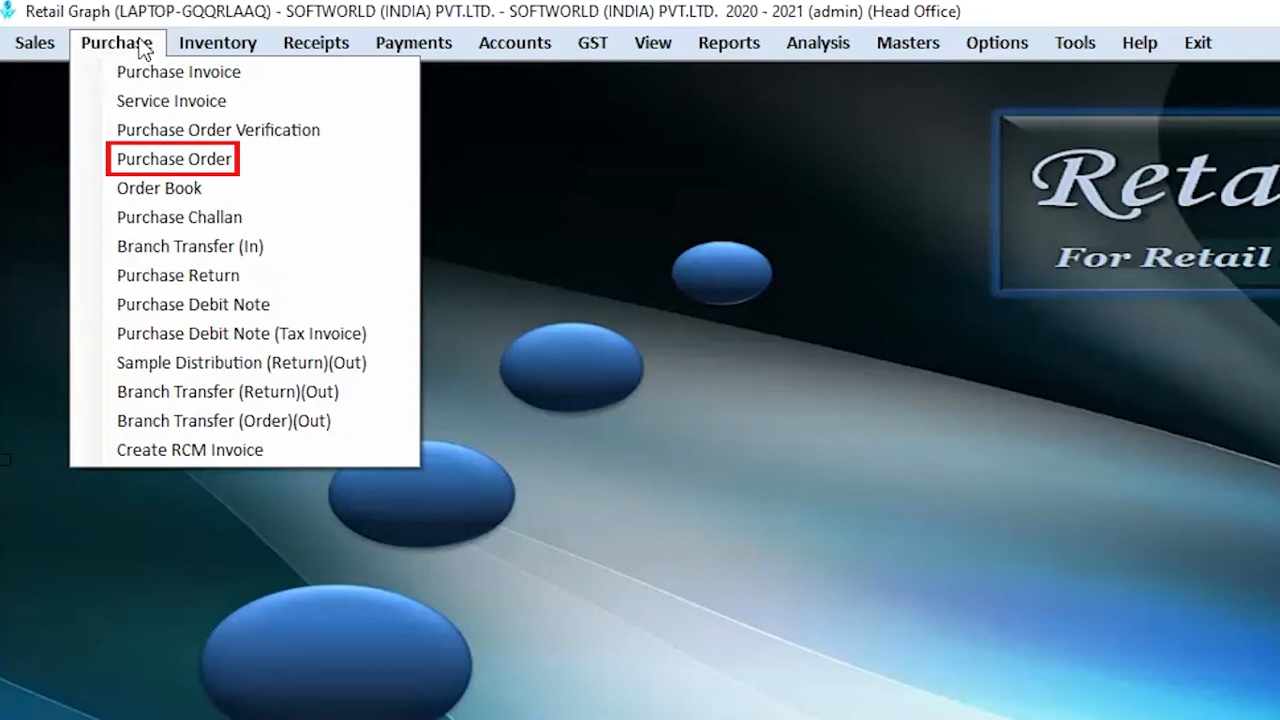 Retail Graph (LAPTOP-GQQRLAAQ) - SOFTWORLD (INDIA) PVT.LTD. - SOFTWORLD (INDIA) PVT.LTD. 2020 - 2021 (admin) (Head Office)
Sales Purchase Inventory Receipts Payments Accounts GST View Reports Analysis Masters Options Tools Help Exit
Purchase Invoice
Service Invoice
Purchase Order Verification
Purchase Order
Order Book
Purchase Challan
Branch Transfer (In)
Purchase Return
Purchase Debit Note
Purchase Debit Note (Tax Invoice)
Sample Distribution (Return)(Out)
Branch Transfer (Return)(Out)
Branch Transfer (Order)(Out)
Create RCM Invoice
Reta
For Retail